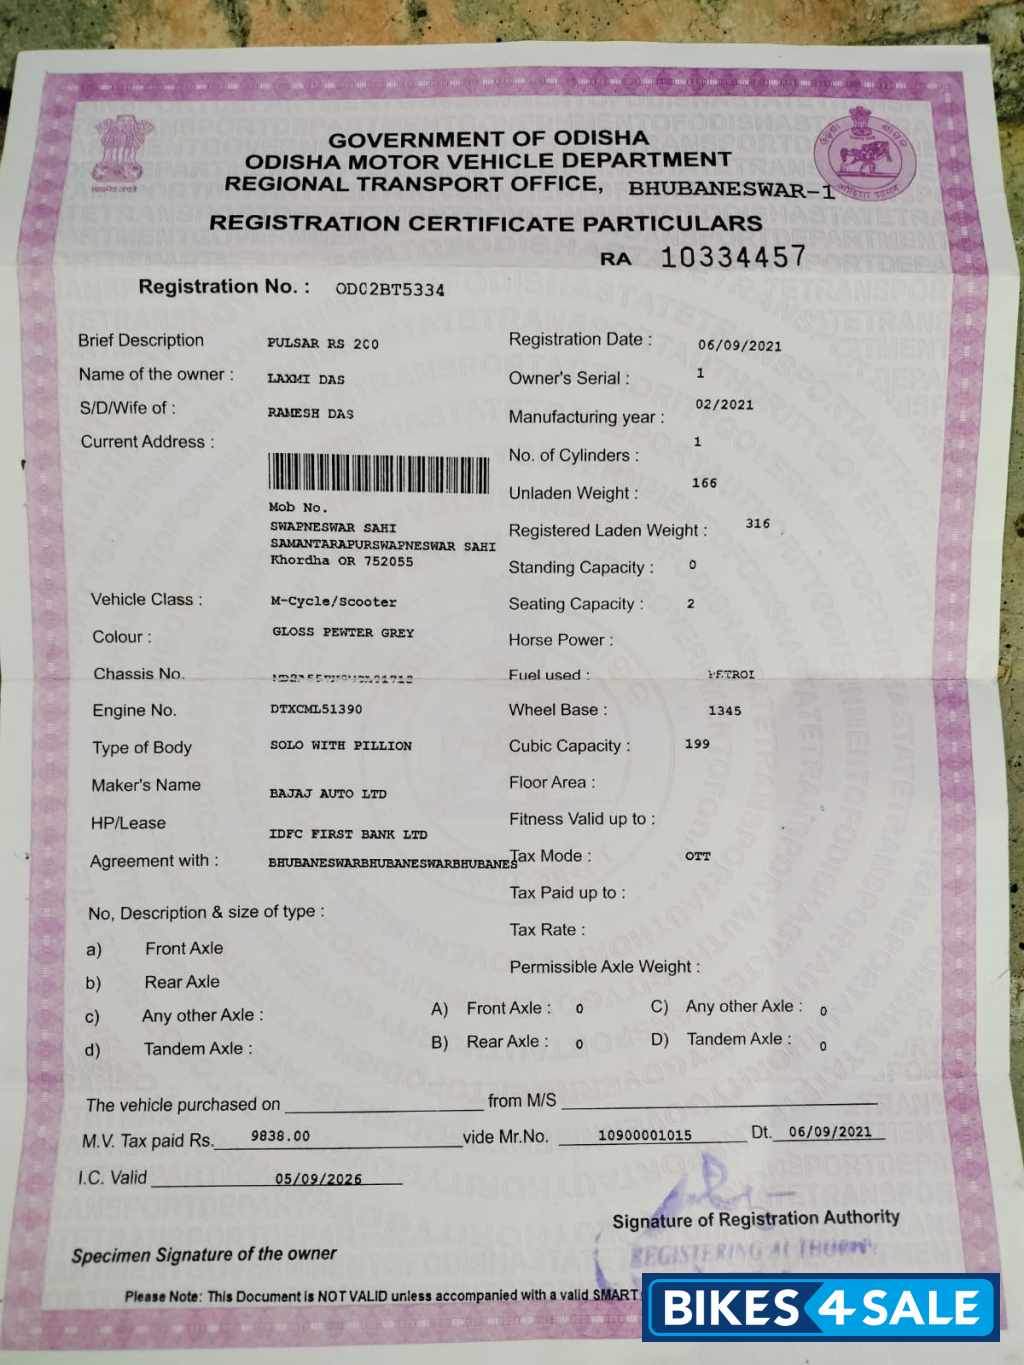 GOVERNMENT OF ODISHA
ODISHA MOTOR VEHICLE DEPARTMENT
REGIONAL TRANSPORT OFFICE, BHUBANESWAR-1
REGISTRATION CERTIFICATE PARTICULARS
RA 10334457
Registration No. : OD02BT5334
Brief Description PULSAR RS 200
Registration Date : 06/09/2021
Name of the owner : LAXMI DAS
Owner's Serial : 1
S/D/Wife of : RAMESH DAS
Manufacturing year : 02/2021
Current Address :
No. of Cylinders : 1
Unladen Weight : 166
Mob No.
SWAPNESWAR SAHI
Registered Laden Weight : 316
SAMANTARAPURSWAPNESWAR SAHI
Khordha OR 752055
Standing Capacity : 0
Vehicle Class : M-Cycle/Scooter
Seating Capacity : 2
Colour : GLOSS PEWTER GREY
Horse Power :
Chassis No.
Fuel used : PETROL
Engine No. DTXCML51390
Wheel Base : 1345
Type of Body SOLO WITH PILLION
Cubic Capacity : 199
Maker's Name BAJAJ AUTO LTD
Floor Area :
HP/Lease IDFC FIRST BANK LTD
Fitness Valid up to :
Agreement with : BHUBANESWARBHUBANESWARBHUBANES
Tax Mode : OTT
Tax Paid up to :
No, Description & size of type :
Tax Rate :
a) Front Axle
Permissible Axle Weight :
b) Rear Axle
A) Front Axle : 0 C) Any other Axle : 0
c) Any other Axle :
B) Rear Axle : 0 D) Tandem Axle : 0
d) Tandem Axle :
The vehicle purchased on from M/S
M.V. Tax paid Rs. 9838.00 vide Mr.No. 10900001015 Dt. 06/09/2021
I.C. Valid 05/09/2026
Signature of Registration Authority
REGISTERING AUTHORITY
Specimen Signature of the owner
Please Note: This Document is NOT VALID unless accompanied with a valid SMART
BIKES4SALE